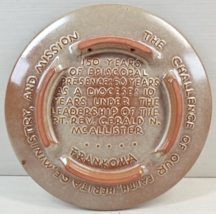 THE CHALLENGE OF OUR FAITH, HERITAGE, MINISTRY, AND MISSION
150 YEARS
OF EPISCOPAL
PRESENCE: 50 YEARS
AS A DIOCESE: 10
YEARS UNDER THE
LEADERSHIP OF THE
RT. REV. GERALD N.
McALLISTER
FRANKOMA